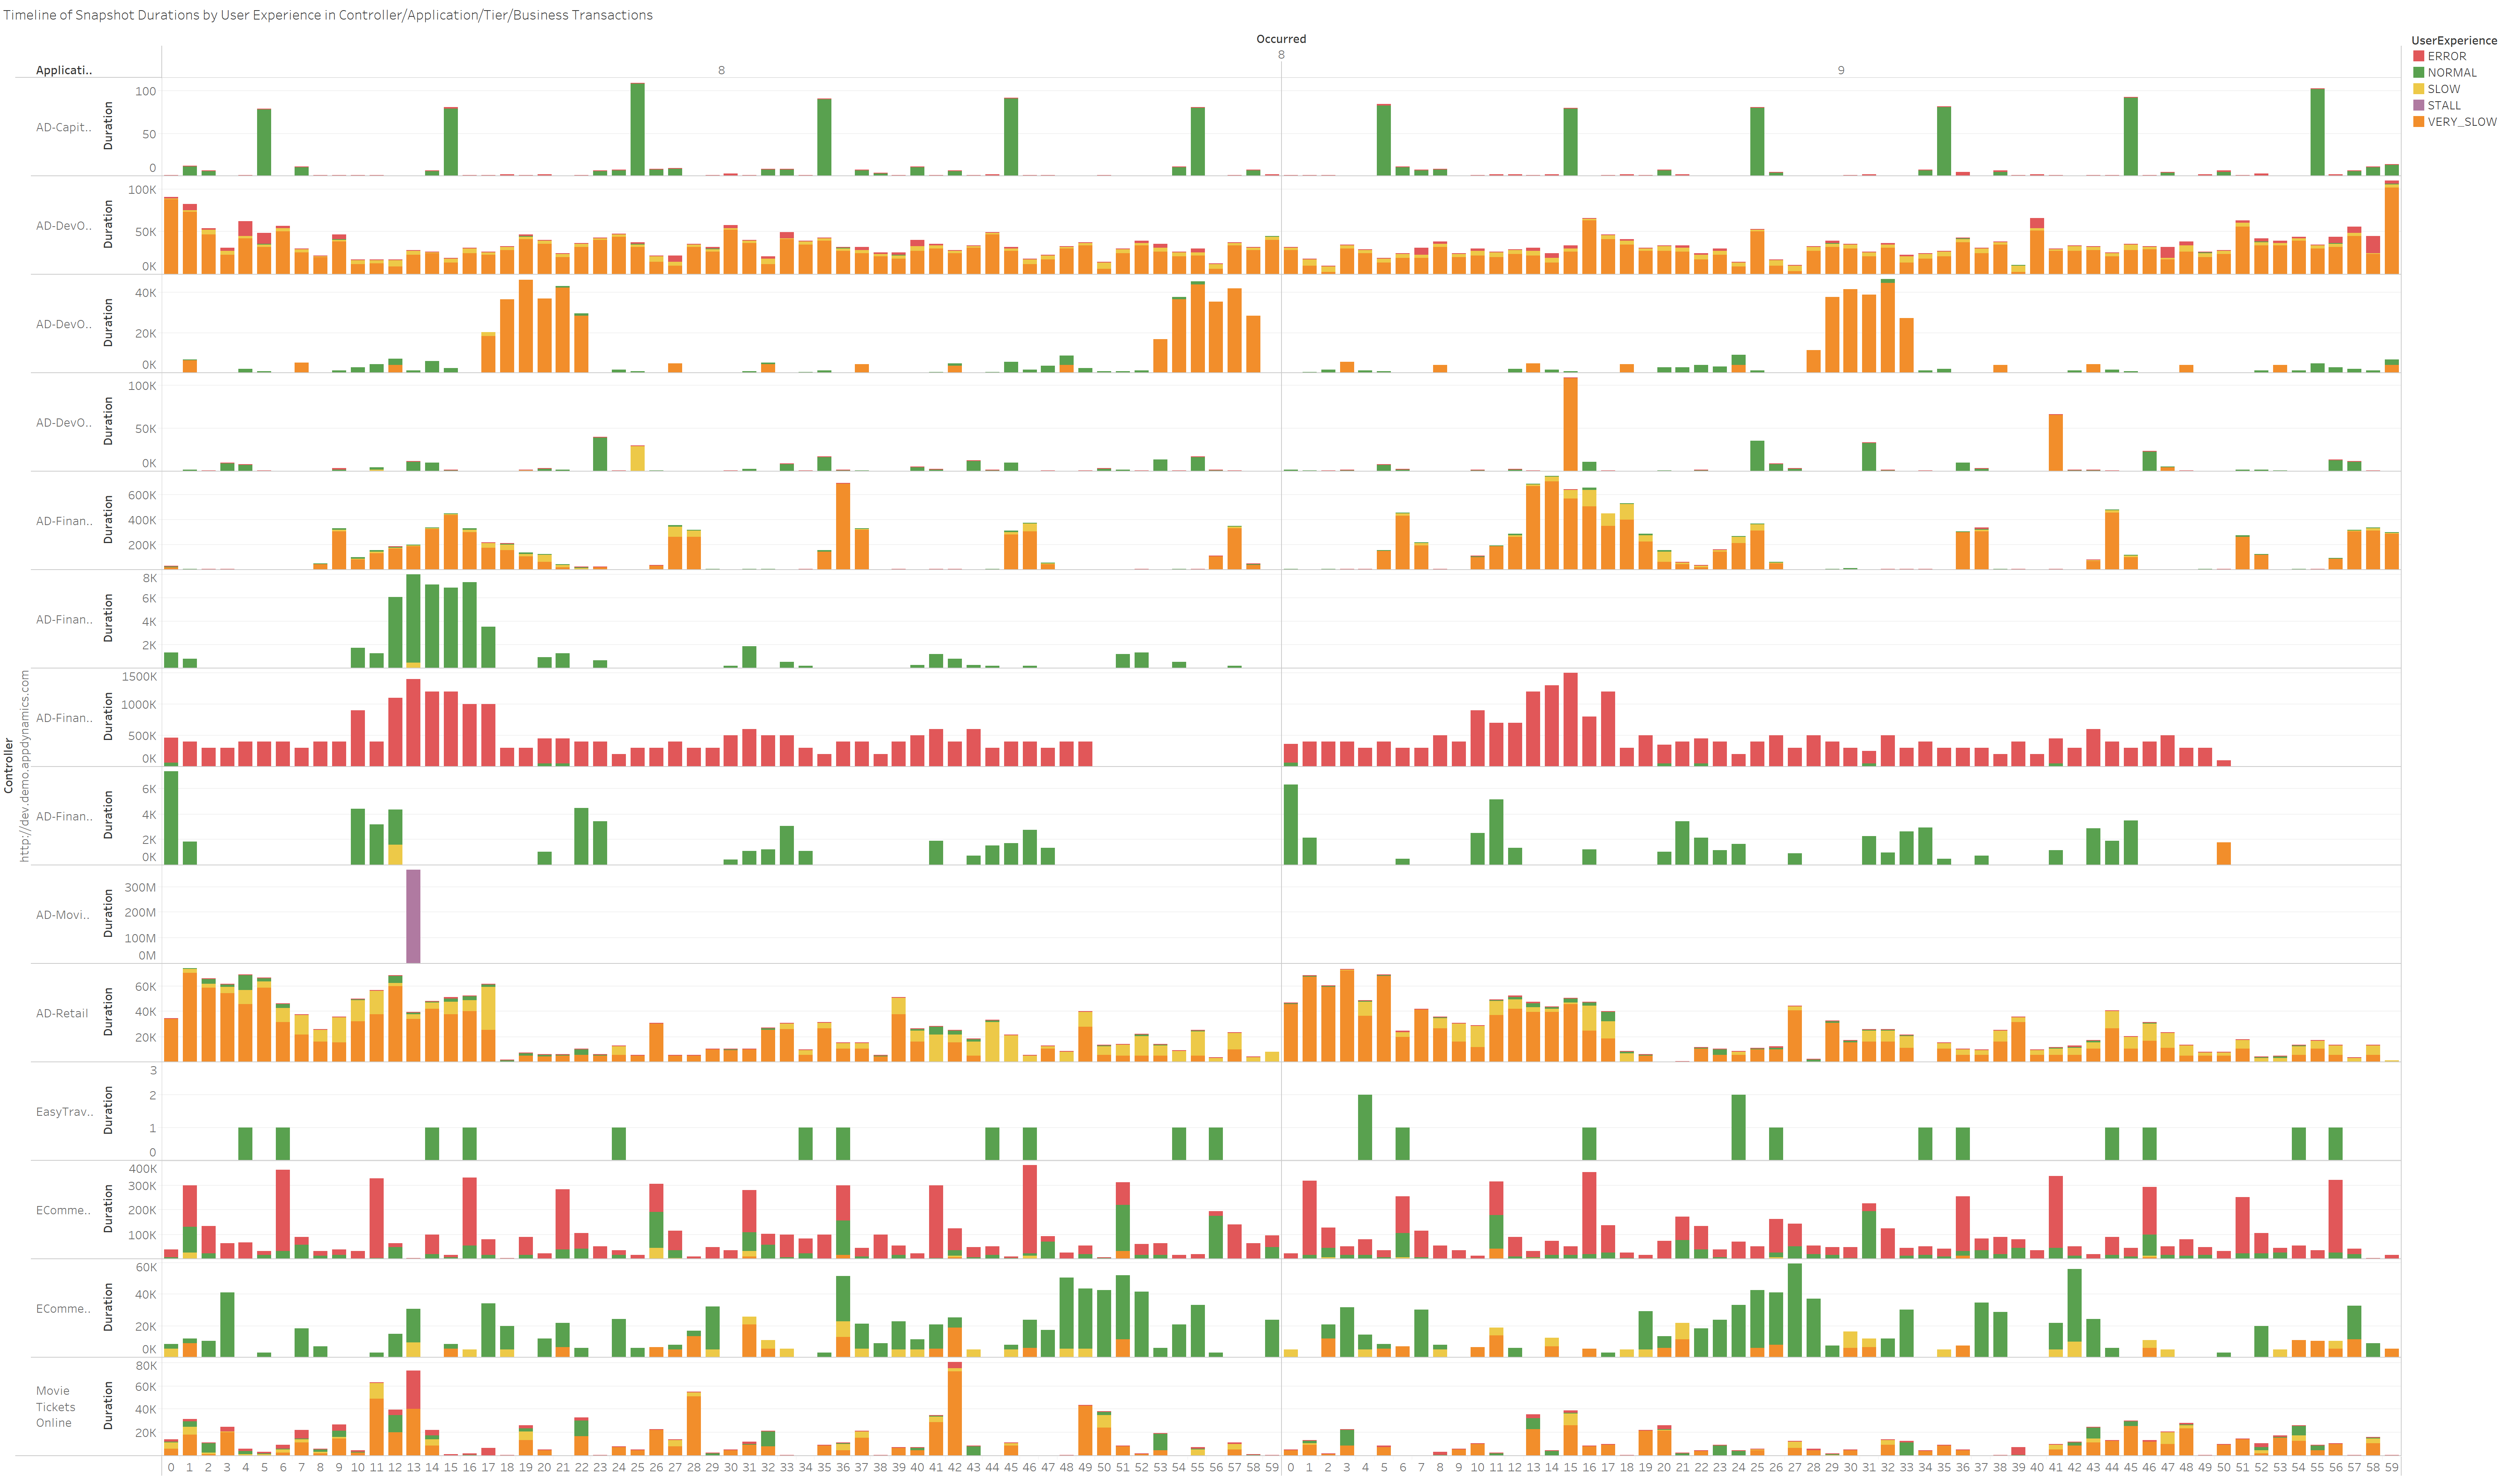 Timeline of Snapshot Durations by User Experience in Controller/Application/Tier/Business Transactions
Occurred
8
Applicati..
8
9
UserExperience
ERROR
NORMAL
SLOW
STALL
VERY_SLOW
Controller
http://dev.demo.appdynamics.com
AD-Capit..
Duration
100
50
0
AD-DevO..
Duration
100K
50K
0K
AD-DevO..
Duration
40K
20K
0K
AD-DevO..
Duration
100K
50K
0K
AD-Finan..
Duration
600K
400K
200K
AD-Finan..
Duration
8K
6K
4K
2K
AD-Finan..
Duration
1500K
1000K
500K
0K
AD-Finan..
Duration
6K
4K
2K
0K
AD-Movi..
Duration
300M
200M
100M
0M
AD-Retail
Duration
60K
40K
20K
EasyTrav..
Duration
3
2
1
0
EComme..
Duration
400K
300K
200K
100K
EComme..
Duration
60K
40K
20K
0K
Movie
Tickets
Online
Duration
80K
60K
40K
20K
0 1 2 3 4 5 6 7 8 9 10 11 12 13 14 15 16 17 18 19 20 21 22 23 24 25 26 27 28 29 30 31 32 33 34 35 36 37 38 39 40 41 42 43 44 45 46 47 48 49 50 51 52 53 54 55 56 57 58 59 0 1 2 3 4 5 6 7 8 9 10 11 12 13 14 15 16 17 18 19 20 21 22 23 24 25 26 27 28 29 30 31 32 33 34 35 36 37 38 39 40 41 42 43 44 45 46 47 48 49 50 51 52 53 54 55 56 57 58 59